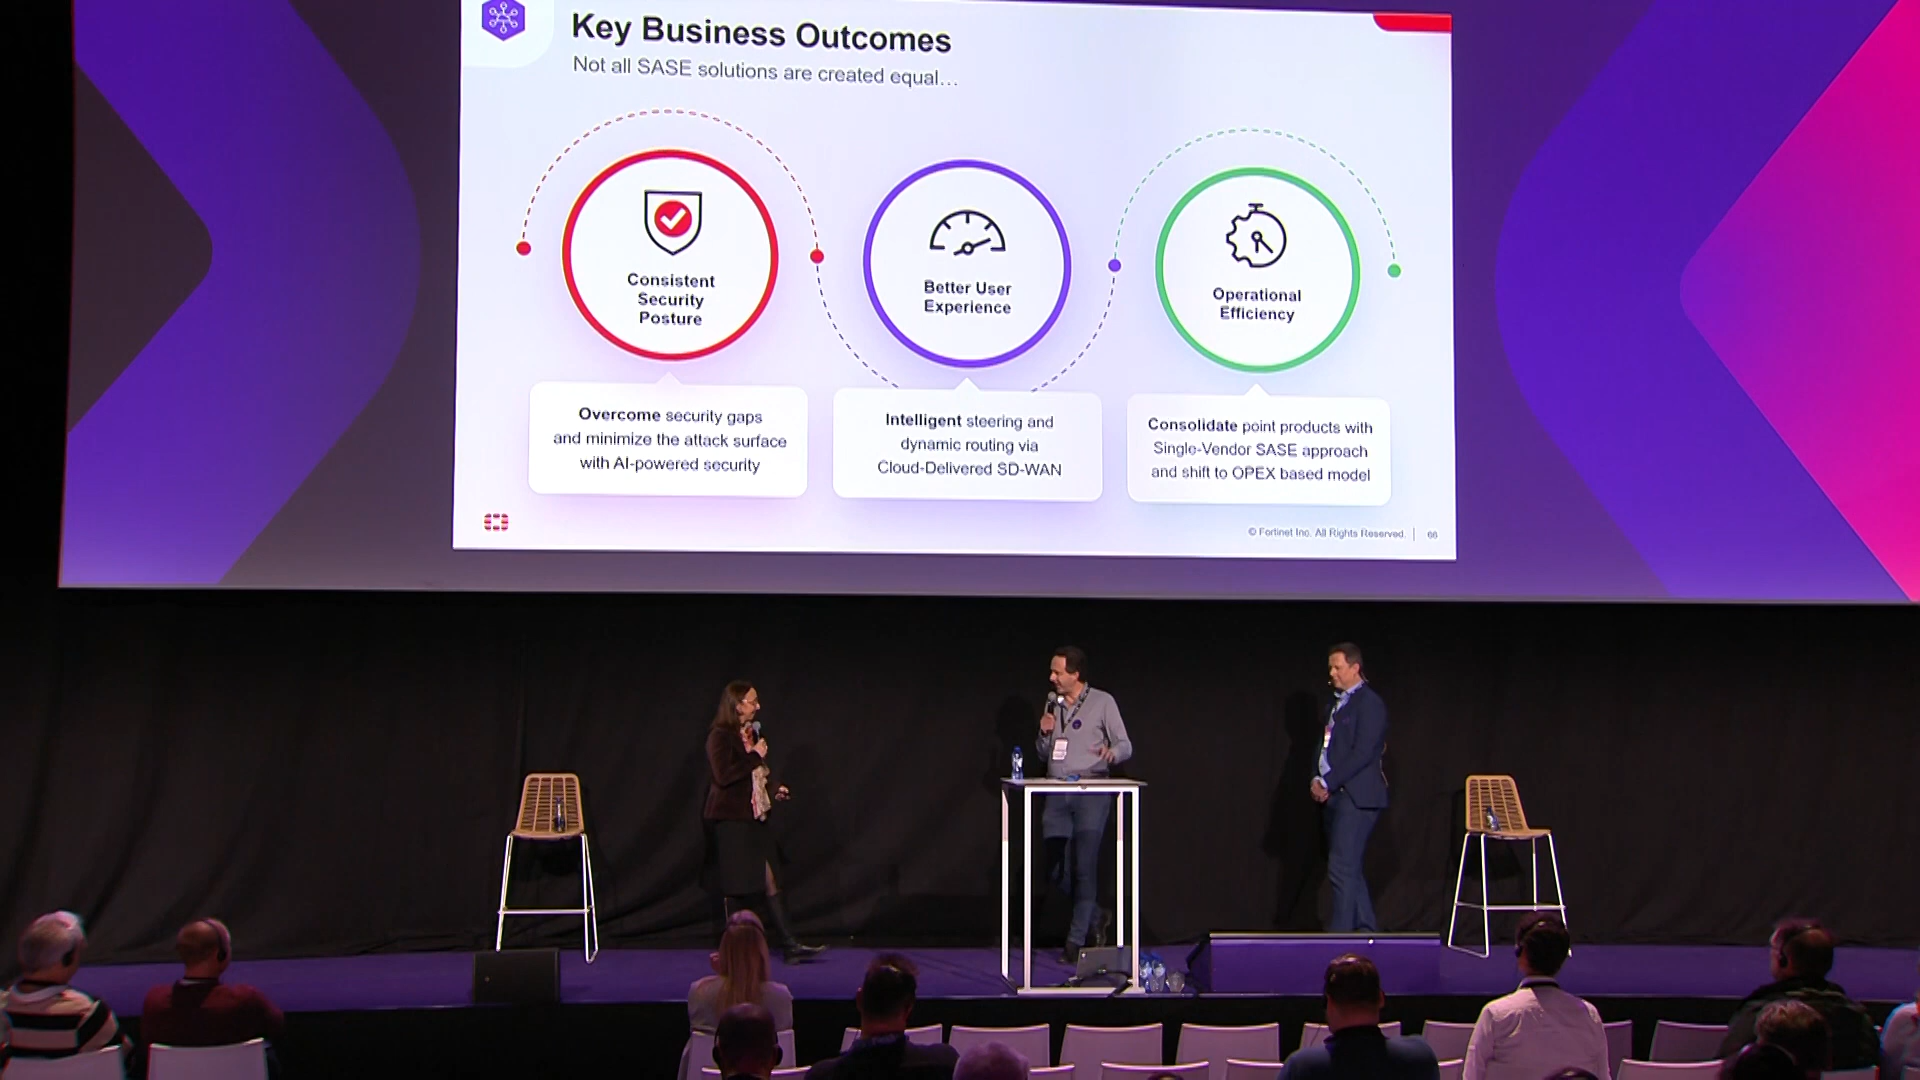 Key Business Outcomes
Not all SASE solutions are created equal...
Consistent
Security
Posture
Better User
Experience
Operational
Efficiency
Overcome security gaps
and minimize the attack surface
with AI-powered security
Intelligent steering and
dynamic routing via
Cloud-Delivered SD-WAN
Consolidate point products with
Single-Vendor SASE approach
and shift to OPEX based model
© Fortinet Inc. All Rights Reserved. 66